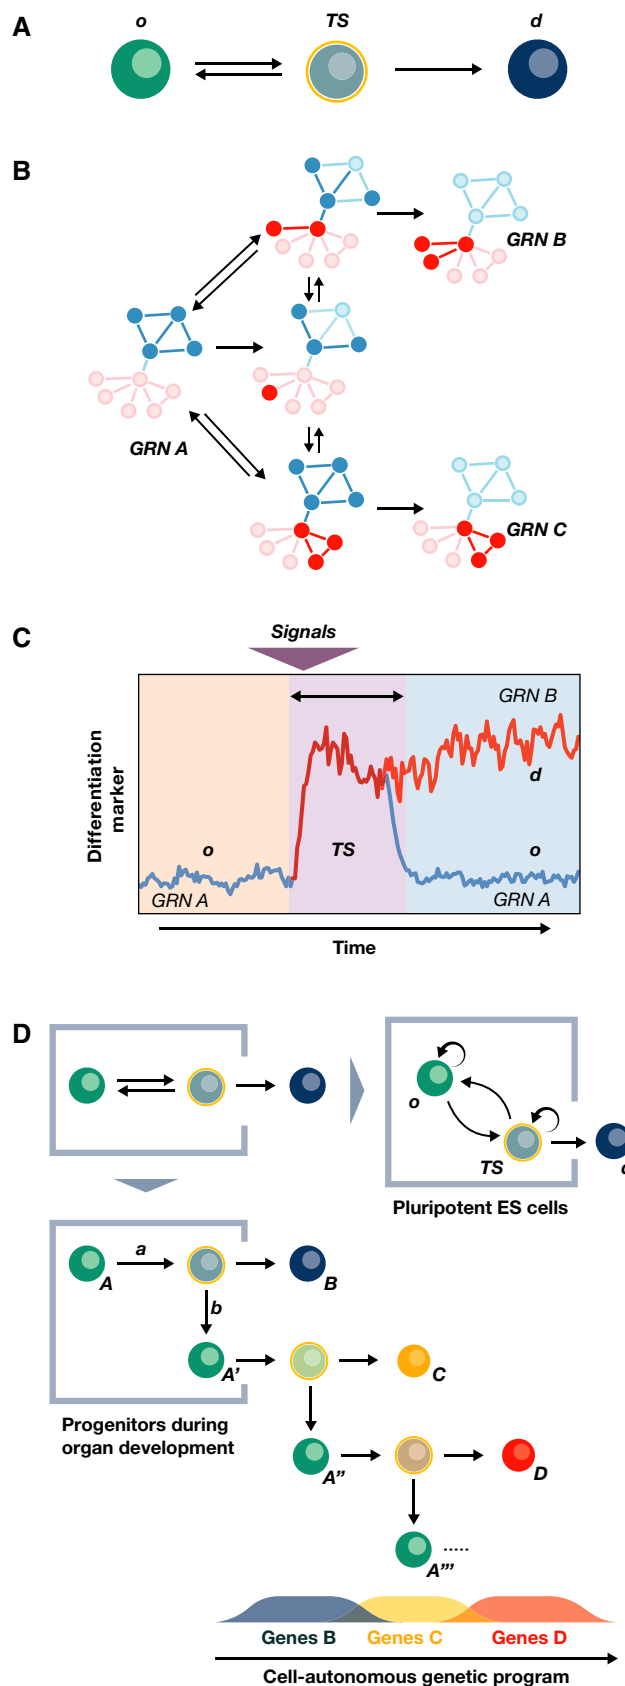 A
o
TS
d
B
GRN B
GRN A
GRN C
C
Signals
Differentiation
marker
GRN B
d
o
TS
o
GRN A
GRN A
Time
D
o
TS
Pluripotent ES cells
A
a
B
b
A'
C
Progenitors during
organ development
A''
D
A'''
.....
Genes B
Genes C
Genes D
Cell-autonomous genetic program